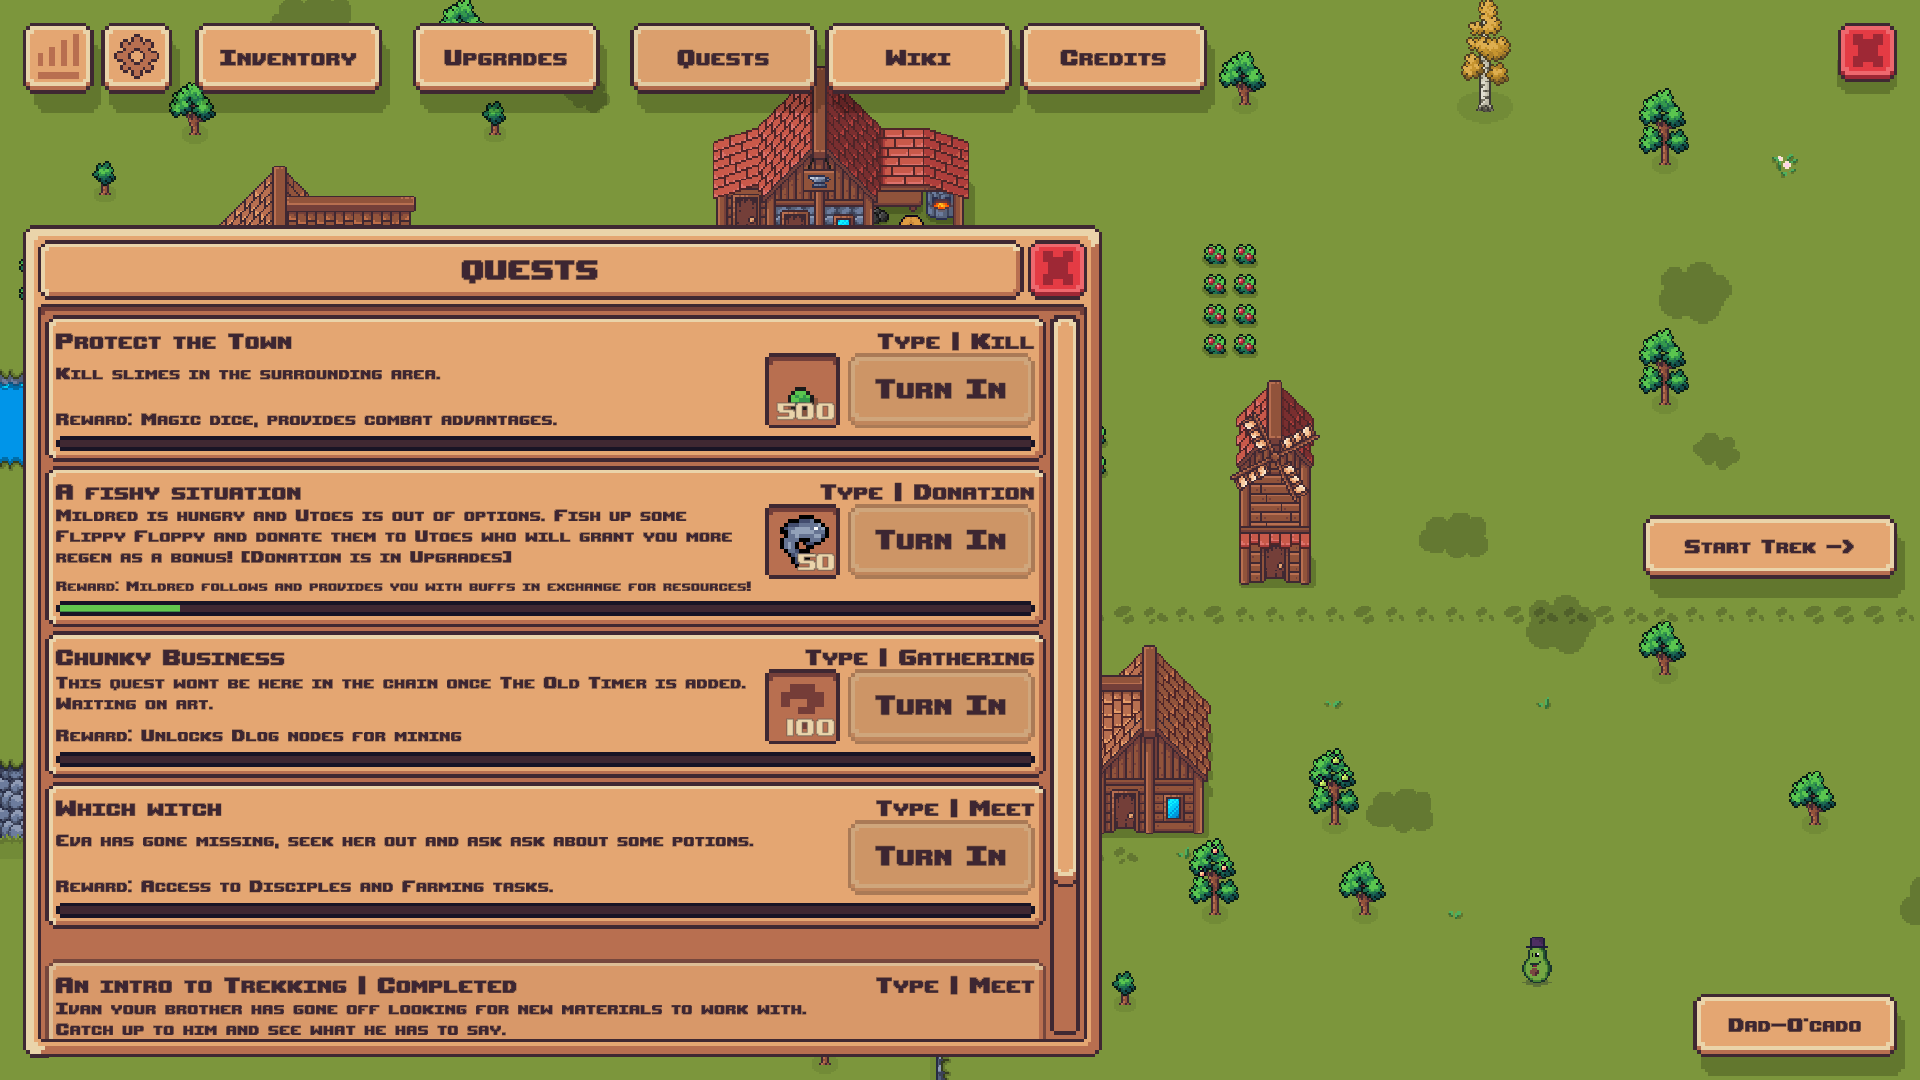 Inventory
Upgrades
Quests
Wiki
Credits
QUESTS
Protect the Town
Type | Kill
Kill slimes in the surrounding area.
500
Turn In
Reward: Magic dice, provides combat advantages.
A fishy situation
Type | Donation
Mildred is hungry and Utoes is out of options. Fish up some
Flippy Floppy and donate them to Utoes who will grant you more
regen as a bonus! [Donation is in Upgrades]
50
Turn In
Reward: Mildred follows and provides you with buffs in exchange for resources!
Chunky Business
Type | Gathering
This quest wont be here in the chain once The Old Timer is added.
Waiting on art.
100
Turn In
Reward: Unlocks Dlog nodes for mining
Which witch
Type | Meet
Eva has gone missing, seek her out and ask ask about some potions.
Turn In
Reward: Access to Disciples and Farming tasks.
An intro to Trekking | Completed
Type | Meet
Ivan your brother has gone off looking for new materials to work with.
Catch up to him and see what he has to say.
Start Trek ->
Dad-O'cado